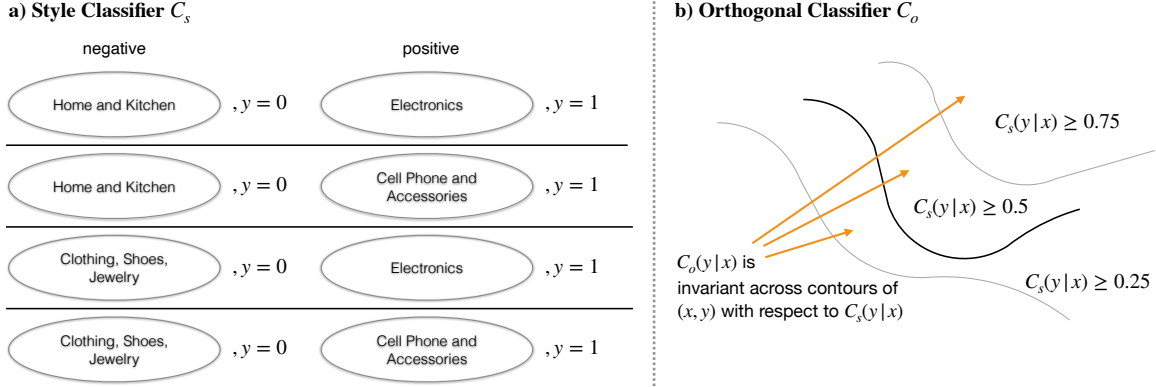 a) Style Classifier C_s
negative
positive
Home and Kitchen
, y = 0
Electronics
, y = 1
Home and Kitchen
, y = 0
Cell Phone and
Accessories
, y = 1
Clothing, Shoes,
Jewelry
, y = 0
Electronics
, y = 1
Clothing, Shoes,
Jewelry
, y = 0
Cell Phone and
Accessories
, y = 1
b) Orthogonal Classifier C_o
C_s(y|x) ≥ 0.75
C_s(y|x) ≥ 0.5
C_s(y|x) ≥ 0.25
C_o(y|x) is
invariant across contours of
(x, y) with respect to C_s(y|x)